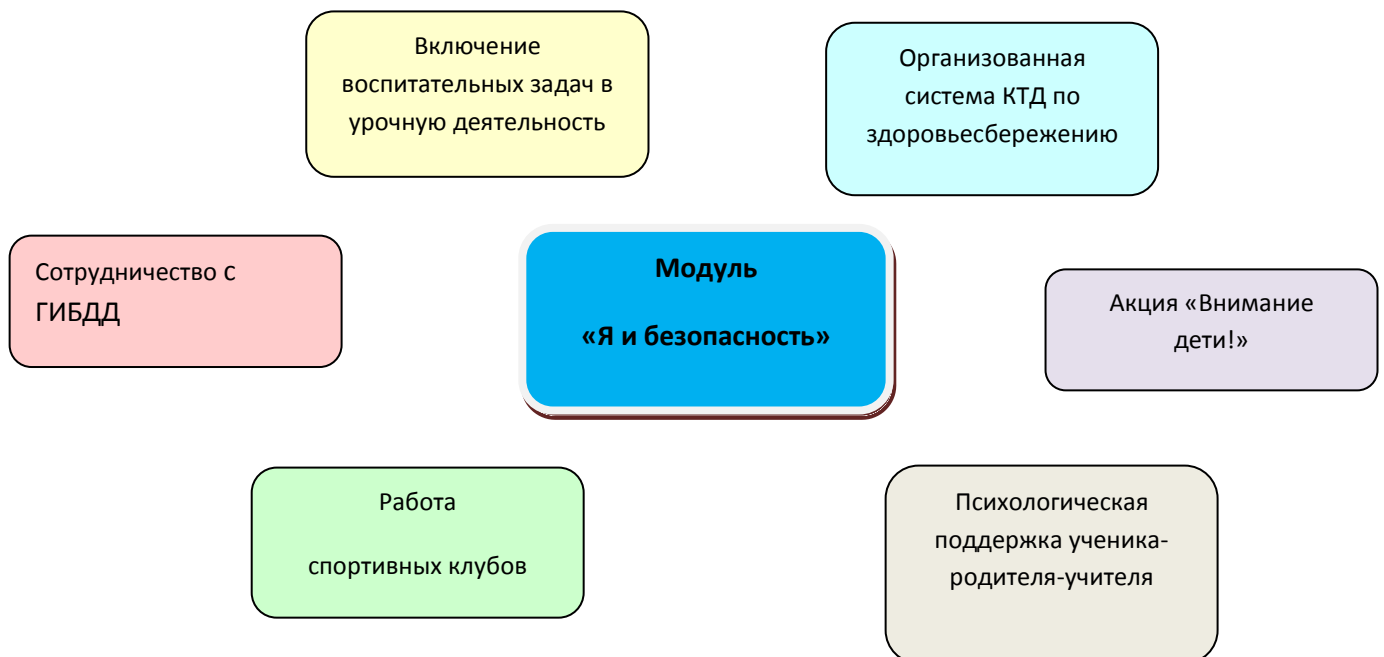 Включение
воспитательных задач в
урочную деятельность
Организованная
система КТД по
здоровьесбережению
Сотрудничество с
ГИБДД
Модуль
«Я и безопасность»
Акция «Внимание
дети!»
Работа
спортивных клубов
Психологическая
поддержка ученика-
родителя-учителя